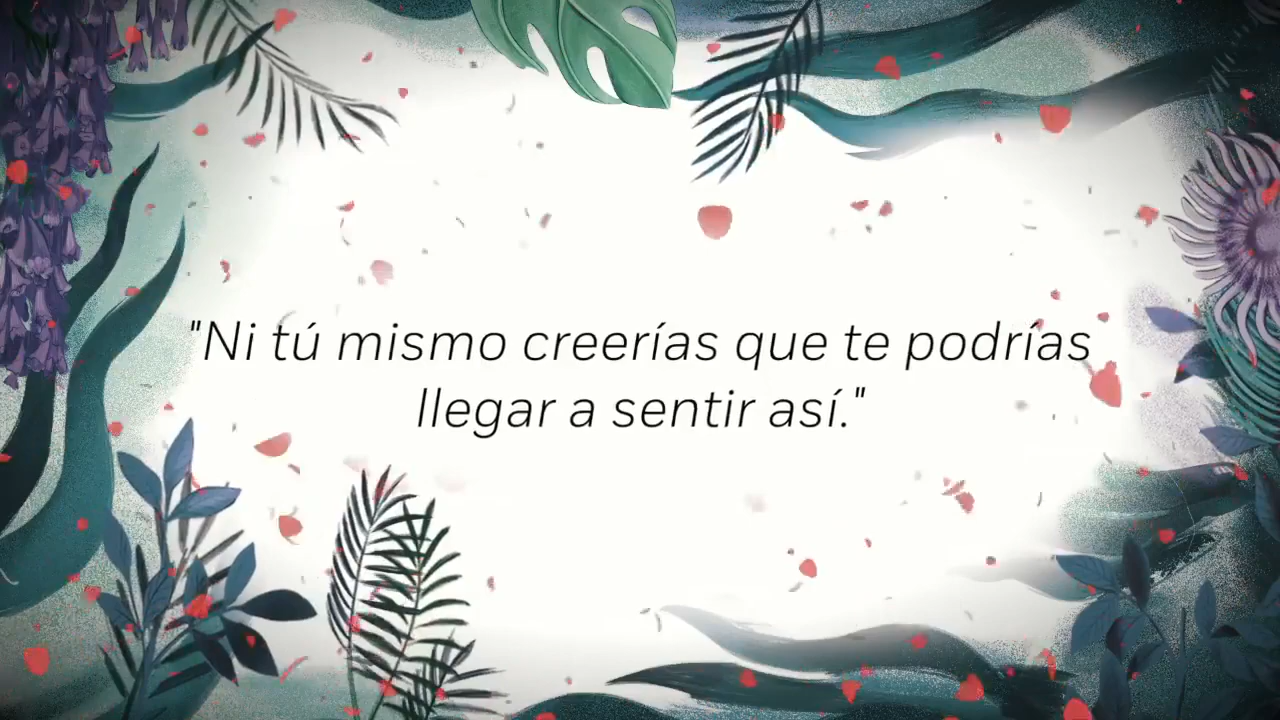 "Ni tú mismo creerías que te podrías
llegar a sentir así."